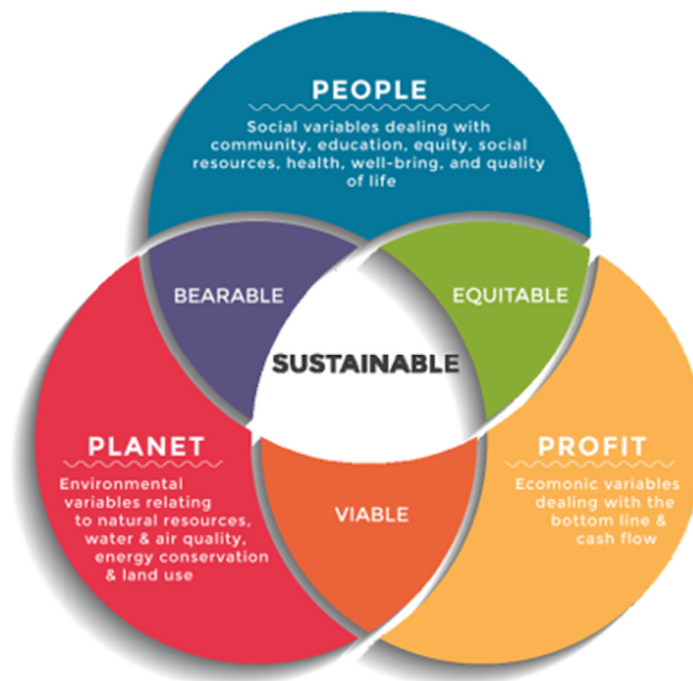 PEOPLE
Social variables dealing with
community, education, equity, social
resources, health, well-bring, and quality
of life
BEARABLE
EQUITABLE
SUSTAINABLE
PLANET
Environmental
variables relating
to natural resources,
water & air quality,
energy conservation
& land use
VIABLE
PROFIT
Ecomonic variables
dealing with the
bottom line &
cash flow